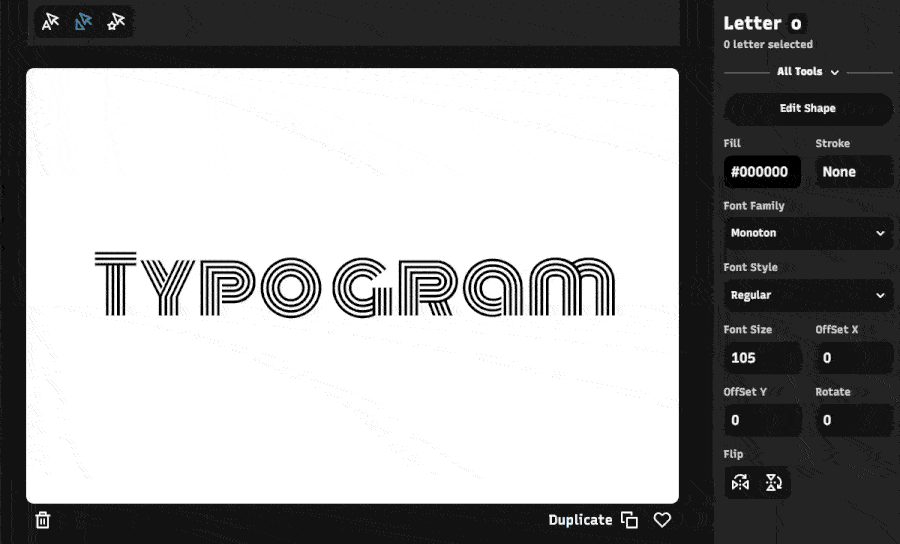 Letter o
0 letter selected
All Tools
Edit Shape
Fill Stroke
#000000 None
Font Family
Monoton
Font Style
Regular
Font Size OffSet X
105 0
OffSet Y Rotate
0 0
Flip
Typogram
Duplicate